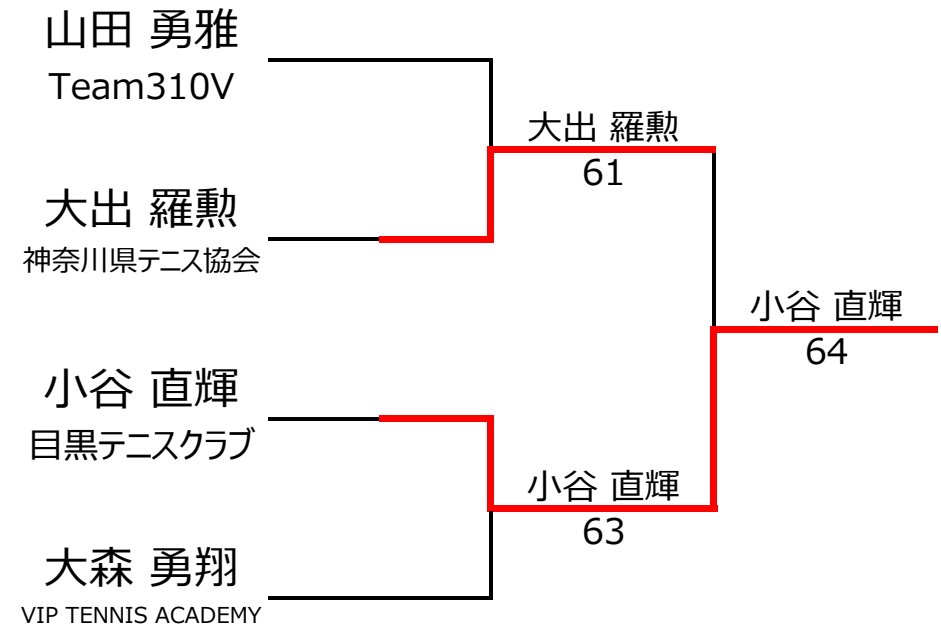 山田 勇雅
Team310V
大出 羅勲
61
大出 羅勲
神奈川県テニス協会
小谷 直輝
64
小谷 直輝
目黒テニスクラブ
小谷 直輝
63
大森 勇翔
VIP TENNIS ACADEMY